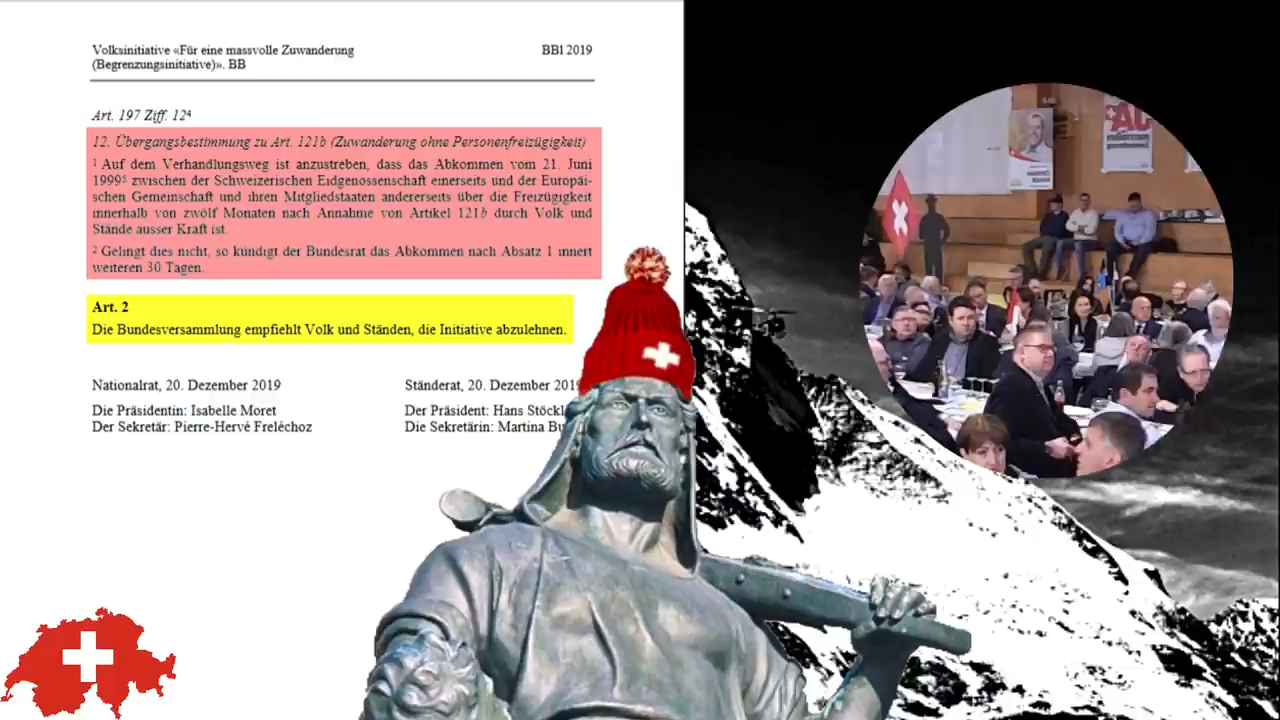 Volksinitiative «Für eine massvolle Zuwanderung BBl 2019
(Begrenzungsinitiative)». BB
Art. 197 Ziff. 12⁴
12. Übergangsbestimmung zu Art. 121b (Zuwanderung ohne Personenfreizügigkeit)
¹ Auf dem Verhandlungsweg ist anzustreben, dass das Abkommen vom 21. Juni
1999⁵ zwischen der Schweizerischen Eidgenossenschaft einerseits und der Europäi-
schen Gemeinschaft und ihren Mitgliedstaaten andererseits über die Freizügigkeit
innerhalb von zwölf Monaten nach Annahme von Artikel 121b durch Volk und
Stände ausser Kraft ist.
² Gelingt dies nicht, so kündigt der Bundesrat das Abkommen nach Absatz 1 innert
weiteren 30 Tagen.
Art. 2
Die Bundesversammlung empfiehlt Volk und Ständen, die Initiative abzulehnen.
Nationalrat, 20. Dezember 2019
Die Präsidentin: Isabelle Moret
Der Sekretär: Pierre-Hervé Freléchoz
Ständerat, 20. Dezember 2019
Der Präsident: Hans Stöckl
Die Sekretärin: Martina Bu